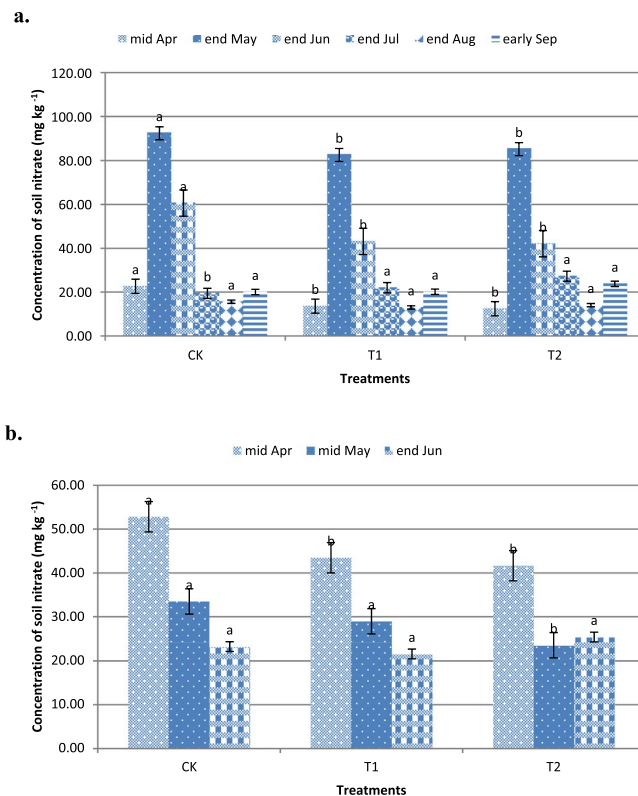 a.
mid Apr end May end Jun end Jul end Aug early Sep
Concentration of soil nitrate (mg kg -1)
120.00
100.00
80.00
60.00
40.00
20.00
0.00
a a a b a a
b b b a a a
b b b a a a
CK T1 T2
Treatments
b.
mid Apr mid May end Jun
Concentration of soil nitrate (mg kg -1)
60.00
50.00
40.00
30.00
20.00
10.00
0.00
a a a
b a a
b b a
CK T1 T2
Treatments